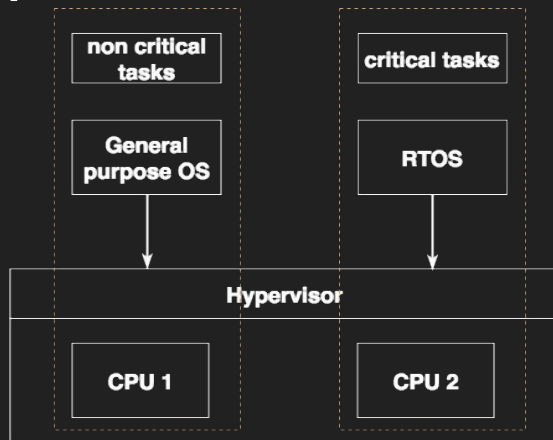 non critical
tasks
critical tasks
General
purpose OS
RTOS
Hypervisor
CPU 1
CPU 2